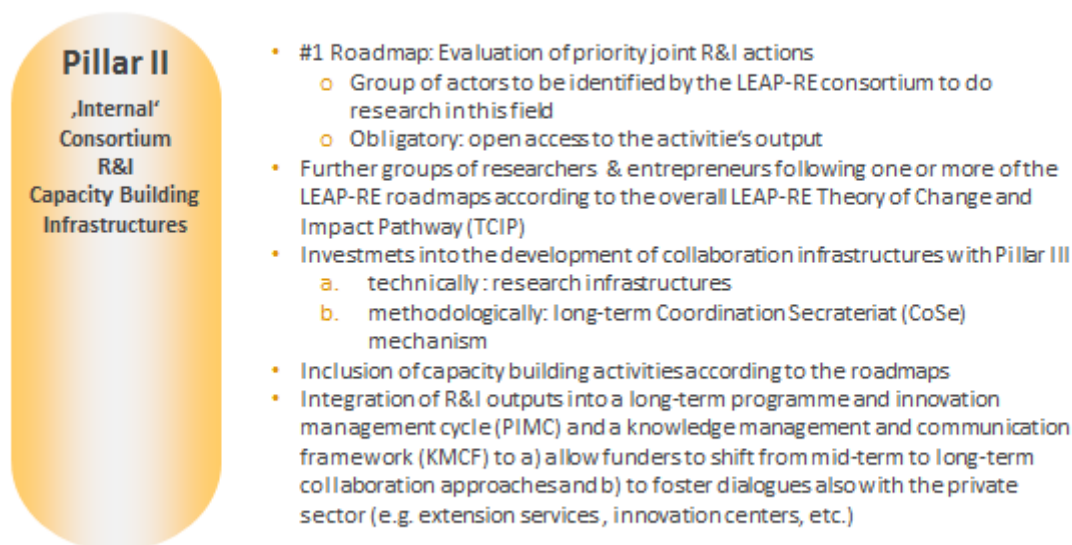 Pillar II
‚Internal‘
Consortium
R&I
Capacity Building
Infrastructures
• #1 Roadmap: Evaluation of priority joint R&I actions
o Group of actors to be identified by the LEAP-RE consortium to do
research in this field
o Obligatory: open access to the activitie‘s output
• Further groups of researchers & entrepreneurs following one or more of the
LEAP-RE roadmaps according to the overall LEAP-RE Theory of Change and
Impact Pathway (TCIP)
• Investmets into the development of collaboration infrastructures with Pillar III
a. technically : research infrastructures
b. methodologically: long-term Coordination Secrateriat (CoSe)
mechanism
• Inclusion of capacity building activities according to the roadmaps
• Integration of R&I outputs into a long-term programme and innovation
management cycle (PIMC) and a knowledge management and communication
framework (KMCF) to a) allow funders to shift from mid-term to long-term
collaboration approaches and b) to foster dialogues also with the private
sector (e.g. extension services , innovation centers, etc.)